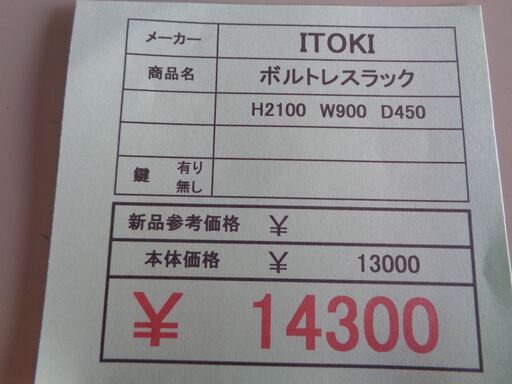 メーカー ITOKI
商品名 ボルトレスラック
H2100 W900 D450
鍵 有り 無し
新品参考価格 ¥
本体価格 ¥ 13000
¥ 14300